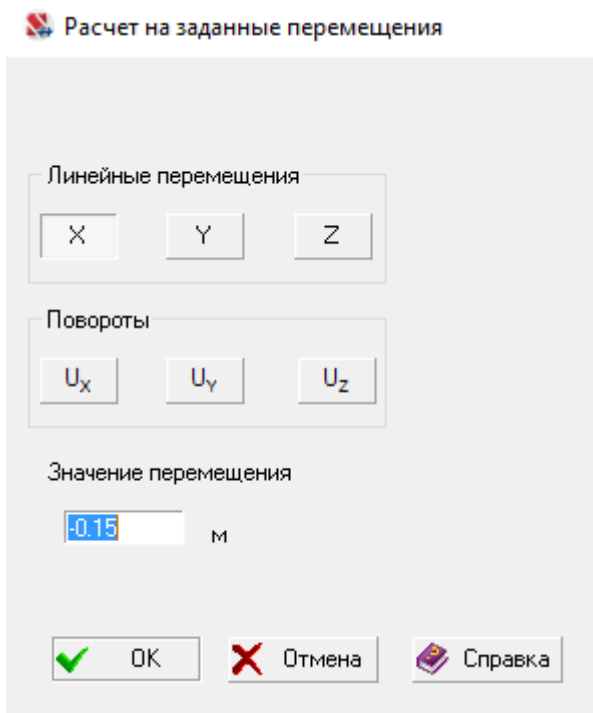 Расчет на заданные перемещения
Линейные перемещения
X Y Z
Повороты
UX UY UZ
Значение перемещения
-0.15 м
OK Отмена Справка